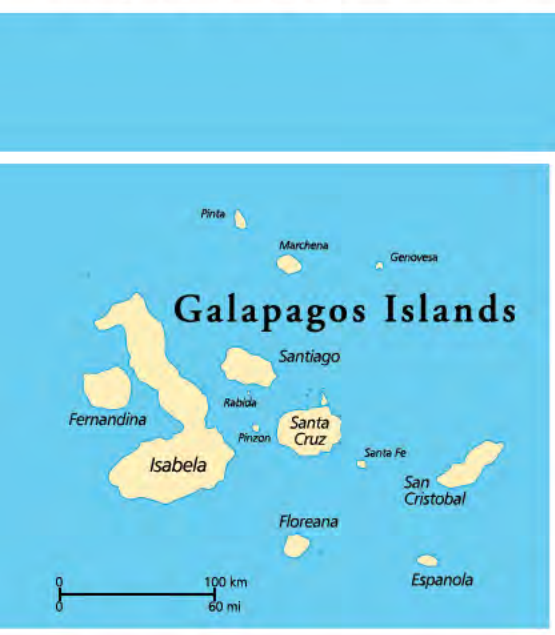 Pinta
Marchena
Genovesa
Galapagos Islands
Santiago
Rabida
Fernandina
Santa
Cruz
Pinzon
Santa Fe
Isabela
San
Cristobal
Floreana
Espanola
0 100 km
0 60 mi